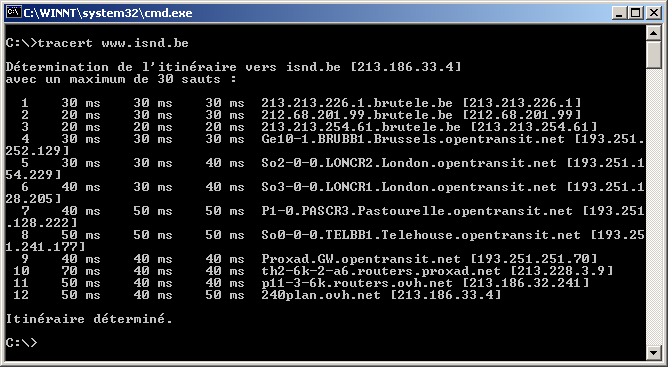 C:\WINNT\system32\cmd.exe
C:\>tracert www.isnd.be
Détermination de l'itinéraire vers isnd.be [213.186.33.4]
avec un maximum de 30 sauts :
1 30 ms 30 ms 30 ms 213.213.226.1.brutele.be [213.213.226.1]
2 20 ms 30 ms 30 ms 212.68.201.99.brutele.be [212.68.201.99]
3 20 ms 20 ms 20 ms 213.213.254.61.brutele.be [213.213.254.61]
4 30 ms 30 ms 30 ms Ge10-1.BRUBB1.Brussels.opentransit.net [193.251.
252.129]
5 30 ms 30 ms 40 ms So2-0-0.LONCR2.London.opentransit.net [193.251.1
54.229]
6 40 ms 30 ms 40 ms So3-0-0.LONCR1.London.opentransit.net [193.251.1
28.205]
7 40 ms 50 ms 50 ms P1-0.PASCR3.Pastourelle.opentransit.net [193.251
.128.222]
8 50 ms 50 ms 50 ms So0-0-0.TELBB1.Telehouse.opentransit.net [193.25
1.241.177]
9 40 ms 40 ms 40 ms Proxad.GW.opentransit.net [193.251.251.70]
10 70 ms 40 ms 40 ms th2-6k-2-a6.routers.proxad.net [213.228.3.9]
11 50 ms 40 ms 40 ms p11-3-6k.routers.ovh.net [213.186.32.241]
12 50 ms 40 ms 50 ms 240plan.ovh.net [213.186.33.4]
Itinéraire déterminé.
C:\>